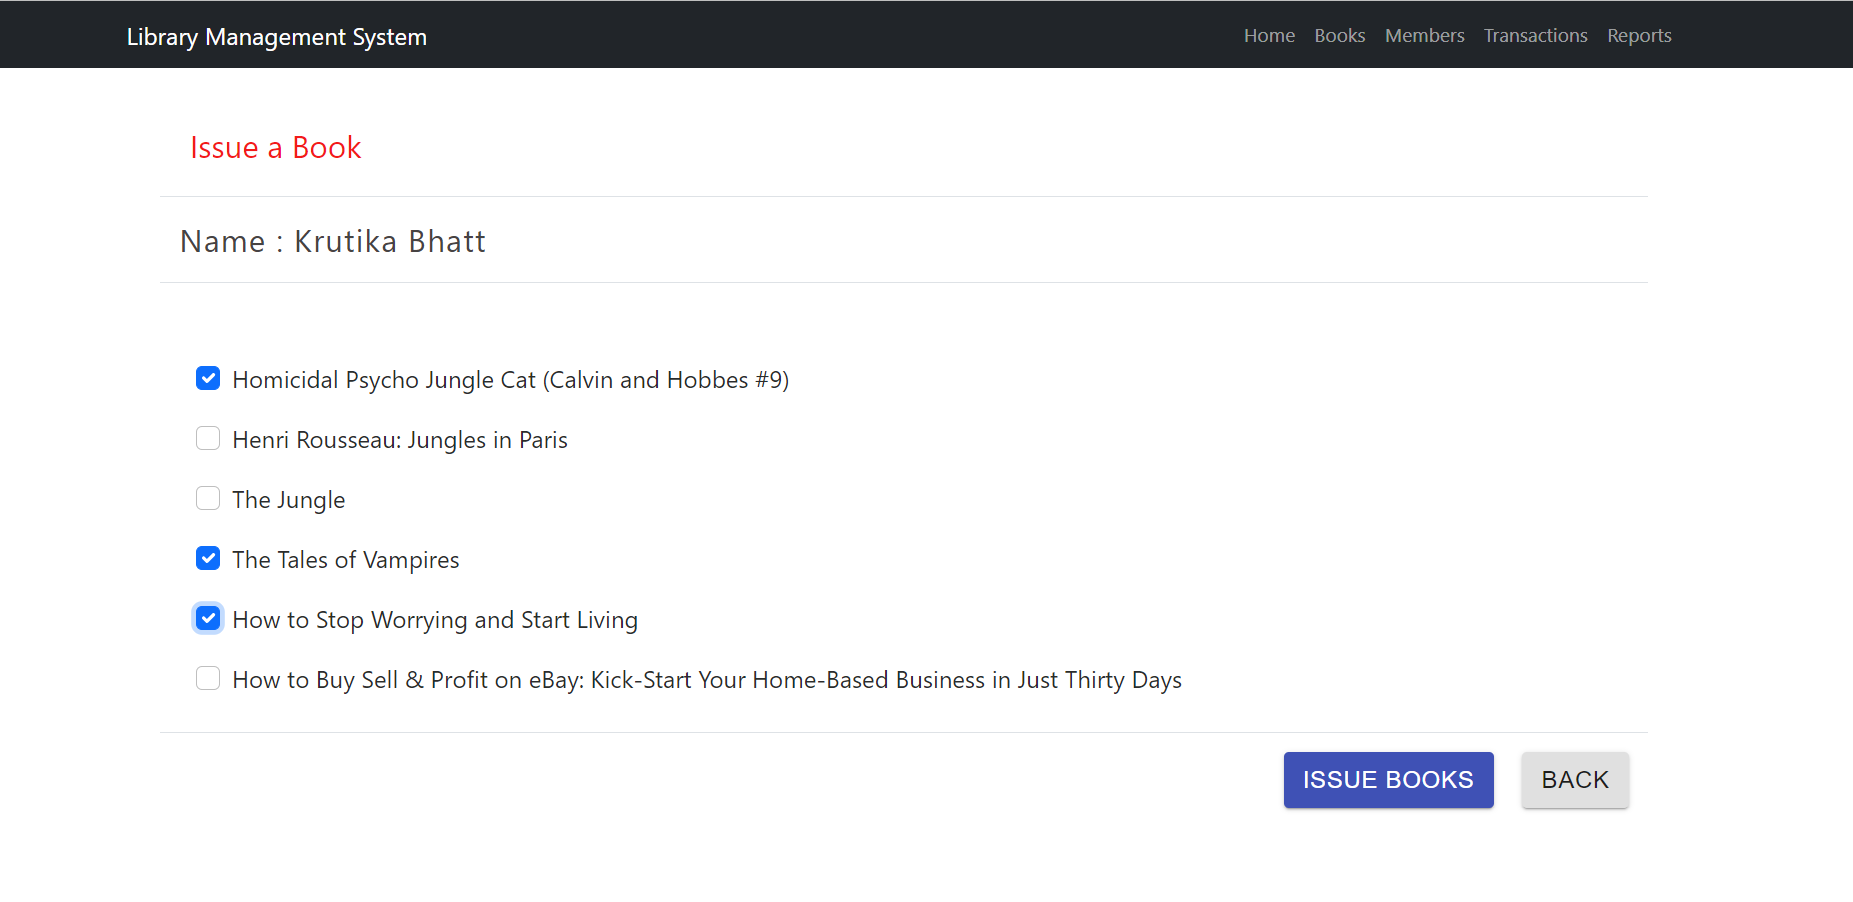 Library Management System
Home Books Members Transactions Reports
Issue a Book
Name : Krutika Bhatt
Homicidal Psycho Jungle Cat (Calvin and Hobbes #9)
Henri Rousseau: Jungles in Paris
The Jungle
The Tales of Vampires
How to Stop Worrying and Start Living
How to Buy Sell & Profit on eBay: Kick-Start Your Home-Based Business in Just Thirty Days
ISSUE BOOKS BACK